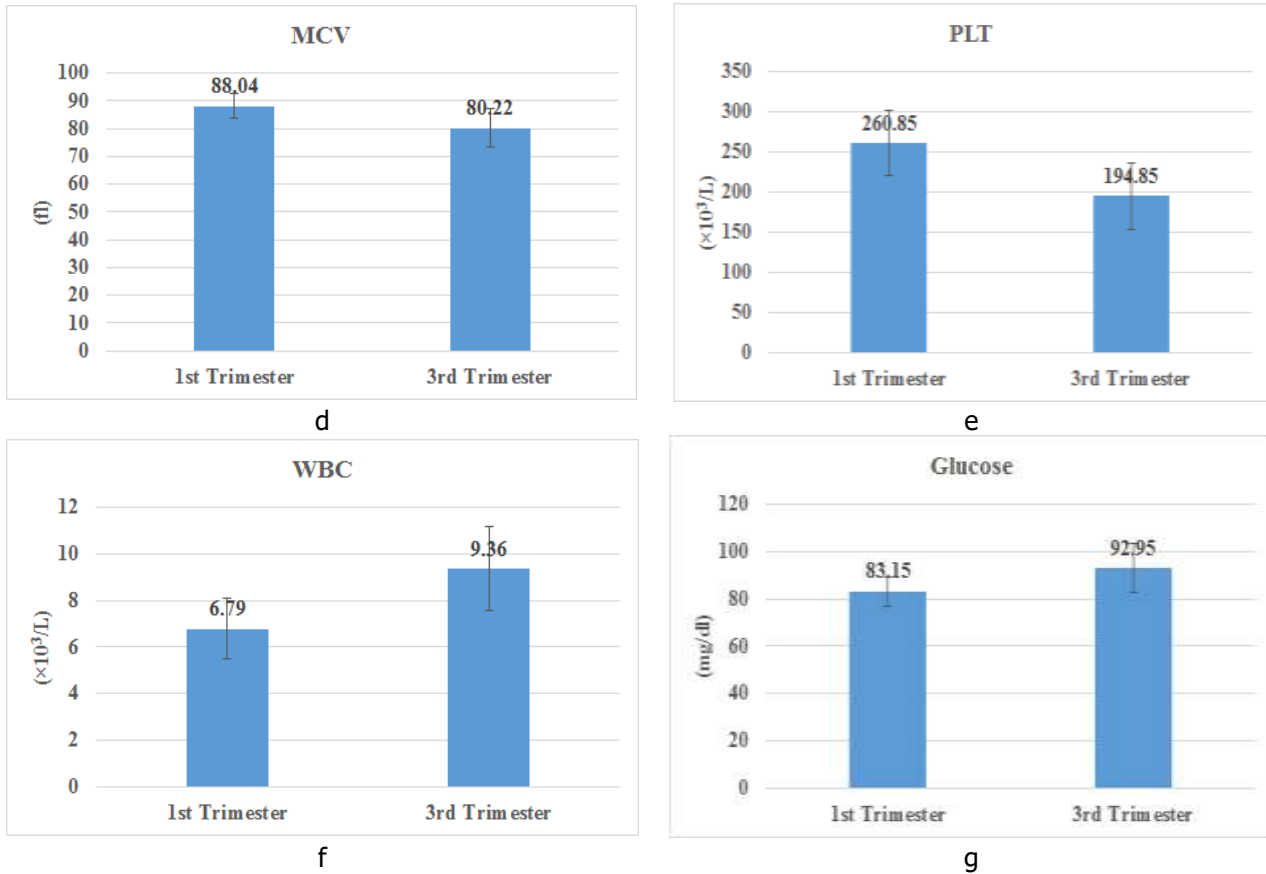 MCV
100
90
80
70
60
50
40
30
20
10
0
(fl)
88.04
80.22
1st Trimester
3rd Trimester
d
PLT
350
300
250
200
150
100
50
0
(×10³/L)
260.85
194.85
1st Trimester
3rd Trimester
e
WBC
12
10
8
6
4
2
0
(×10³/L)
6.79
9.36
1st Trimester
3rd Trimester
f
Glucose
120
100
80
60
40
20
0
(mg/dl)
83.15
92.95
1st Trimester
3rd Trimester
g